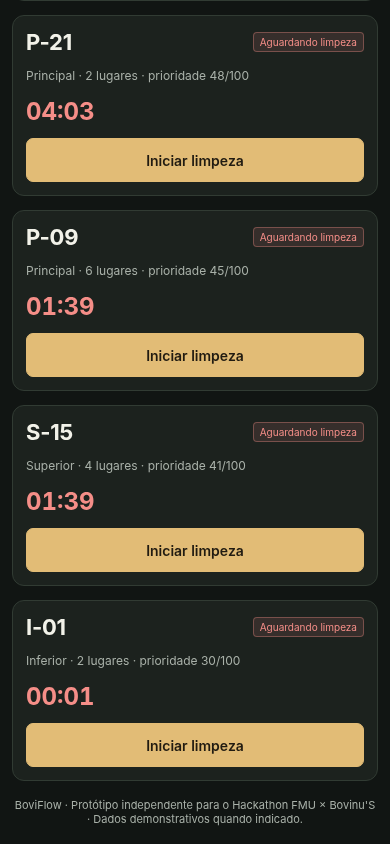 P-21
Aguardando limpeza
Principal · 2 lugares · prioridade 48/100
04:03
Iniciar limpeza
P-09
Aguardando limpeza
Principal · 6 lugares · prioridade 45/100
01:39
Iniciar limpeza
S-15
Aguardando limpeza
Superior · 4 lugares · prioridade 41/100
01:39
Iniciar limpeza
I-01
Aguardando limpeza
Inferior · 2 lugares · prioridade 30/100
00:01
Iniciar limpeza
BoviFlow · Protótipo independente para o Hackathon FMU × Bovinu'S
· Dados demonstrativos quando indicado.